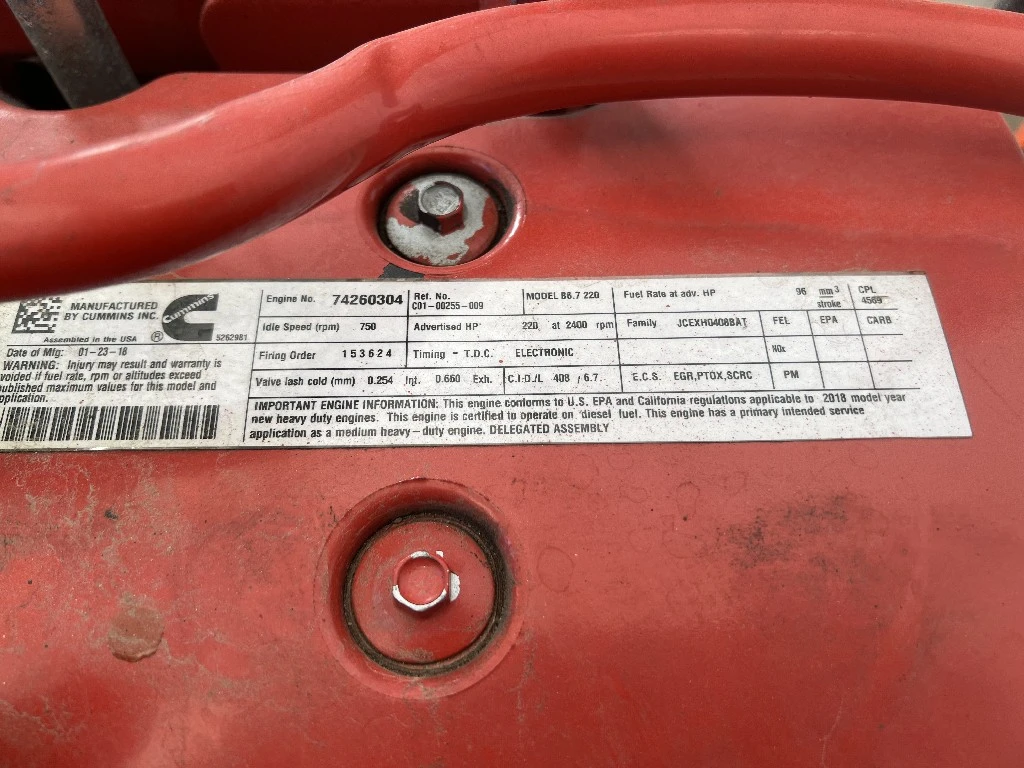 MANUFACTURED
BY CUMMINS INC.
Cummins
®
5262981
Assembled in the USA
Date of Mfg: 01-23-18
WARNING: Injury may result and warranty is
voided if fuel rate, rpm or altitudes exceed
published maximum values for this model and
application.
Engine No. 74260304
Ref. No.
C01-00255-009
MODEL B6.7 220
Fuel Rate at adv. HP 96 mm3
stroke
CPL
4569
Idle Speed (rpm) 750
Advertised HP 220 at 2400 rpm
Family JCEXH0408BAT
FEL EPA CARB
Firing Order 153624
Timing - T.D.C. ELECTRONIC
NOx
Valve lash cold (mm) 0.254 Int. 0.660 Exh.
C.I.D./L 408 / 6.7
E.C.S. EGR,PTOX,SCRC
PM
IMPORTANT ENGINE INFORMATION: This engine conforms to U.S. EPA and California regulations applicable to 2018 model year
new heavy duty engines. This engine is certified to operate on diesel fuel. This engine has a primary intended service
application as a medium heavy-duty engine. DELEGATED ASSEMBLY